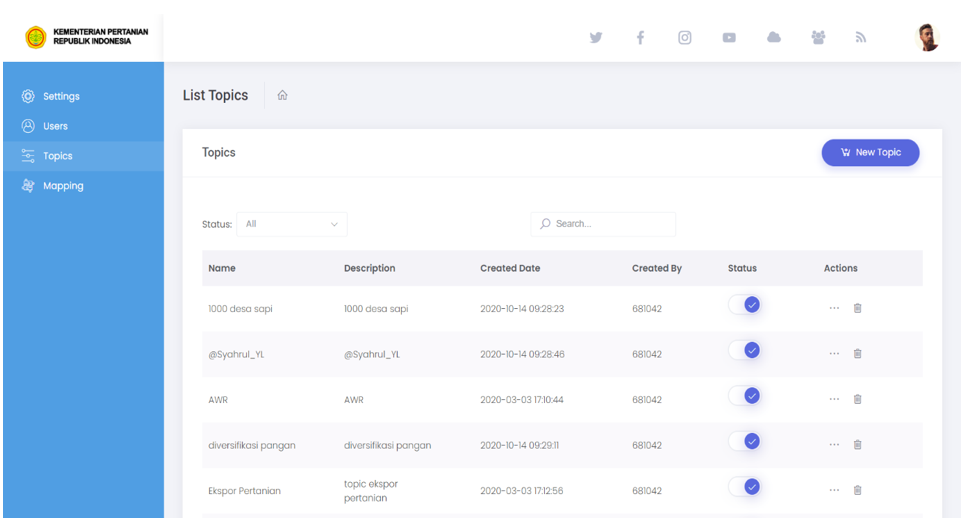 KEMENTERIAN PERTANIAN
REPUBLIK INDONESIA
Settings
Users
Topics
Mapping
List Topics
Topics
New Topic
Status: All
Search...
Name Description Created Date Created By Status Actions
1000 desa sapi 1000 desa sapi 2020-10-14 09:28:23 681042
@Syahrul_YL @Syahrul_YL 2020-10-14 09:28:46 681042
AWR AWR 2020-03-03 17:10:44 681042
diversifikasi pangan diversifikasi pangan 2020-10-14 09:29:11 681042
Ekspor Pertanian topic ekspor pertanian 2020-03-03 17:12:56 681042